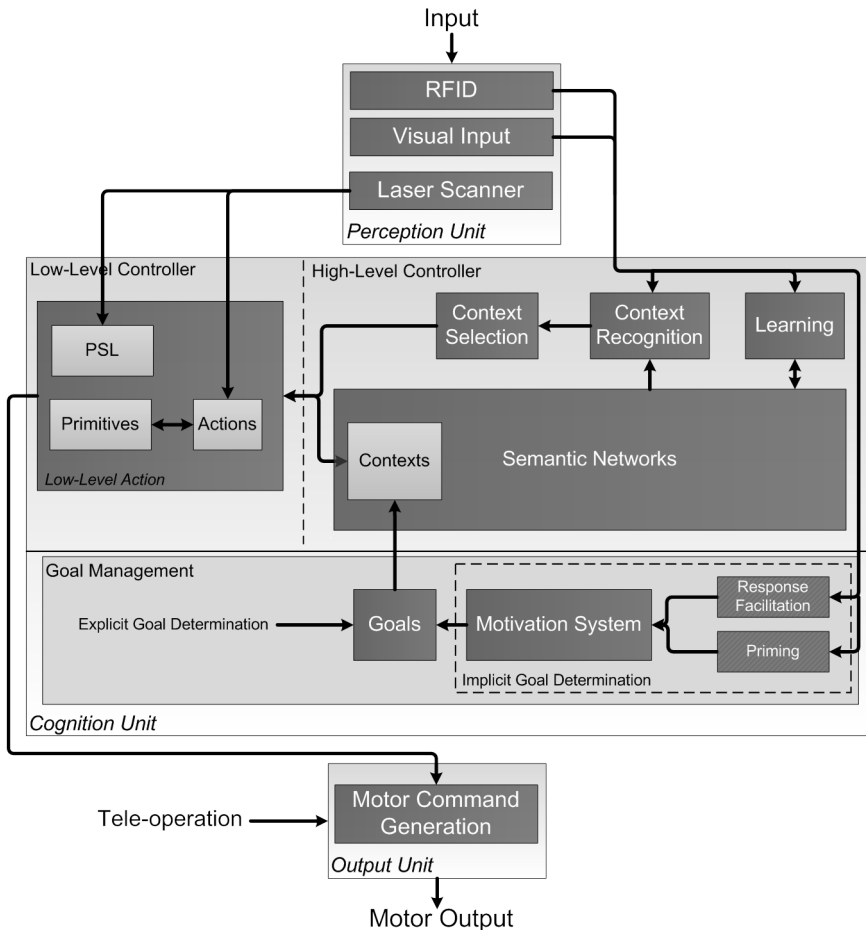 Input
RFID
Visual Input
Laser Scanner
Perception Unit
Low-Level Controller
High-Level Controller
PSL
Primitives
Actions
Low-Level Action
Context
Selection
Context
Recognition
Learning
Contexts
Semantic Networks
Goal Management
Explicit Goal Determination
Goals
Motivation System
Response
Facilitation
Priming
Implicit Goal Determination
Cognition Unit
Tele-operation
Motor Command
Generation
Output Unit
Motor Output